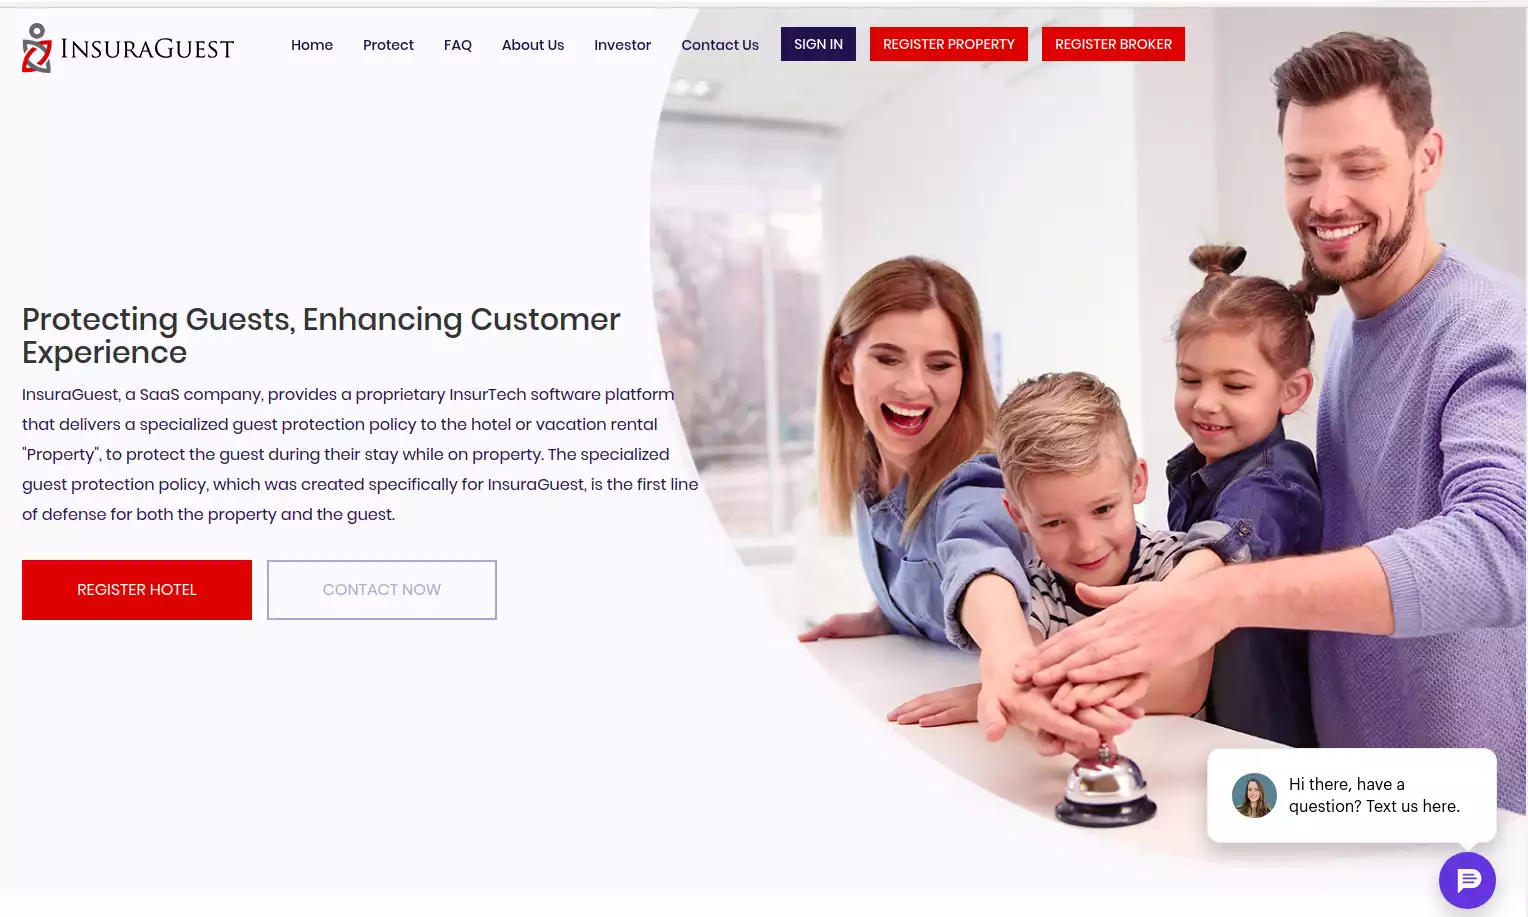 INSURAGUEST
Home
Protect
FAQ
About Us
Investor
Contact Us
SIGN IN
REGISTER PROPERTY
REGISTER BROKER
Protecting Guests, Enhancing Customer
Experience
InsuraGuest, a SaaS company, provides a proprietary InsurTech software platform
that delivers a specialized guest protection policy to the hotel or vacation rental
"Property", to protect the guest during their stay while on property. The specialized
guest protection policy, which was created specifically for InsuraGuest, is the first line
of defense for both the property and the guest.
REGISTER HOTEL
CONTACT NOW
Hi there, have a
question? Text us here.